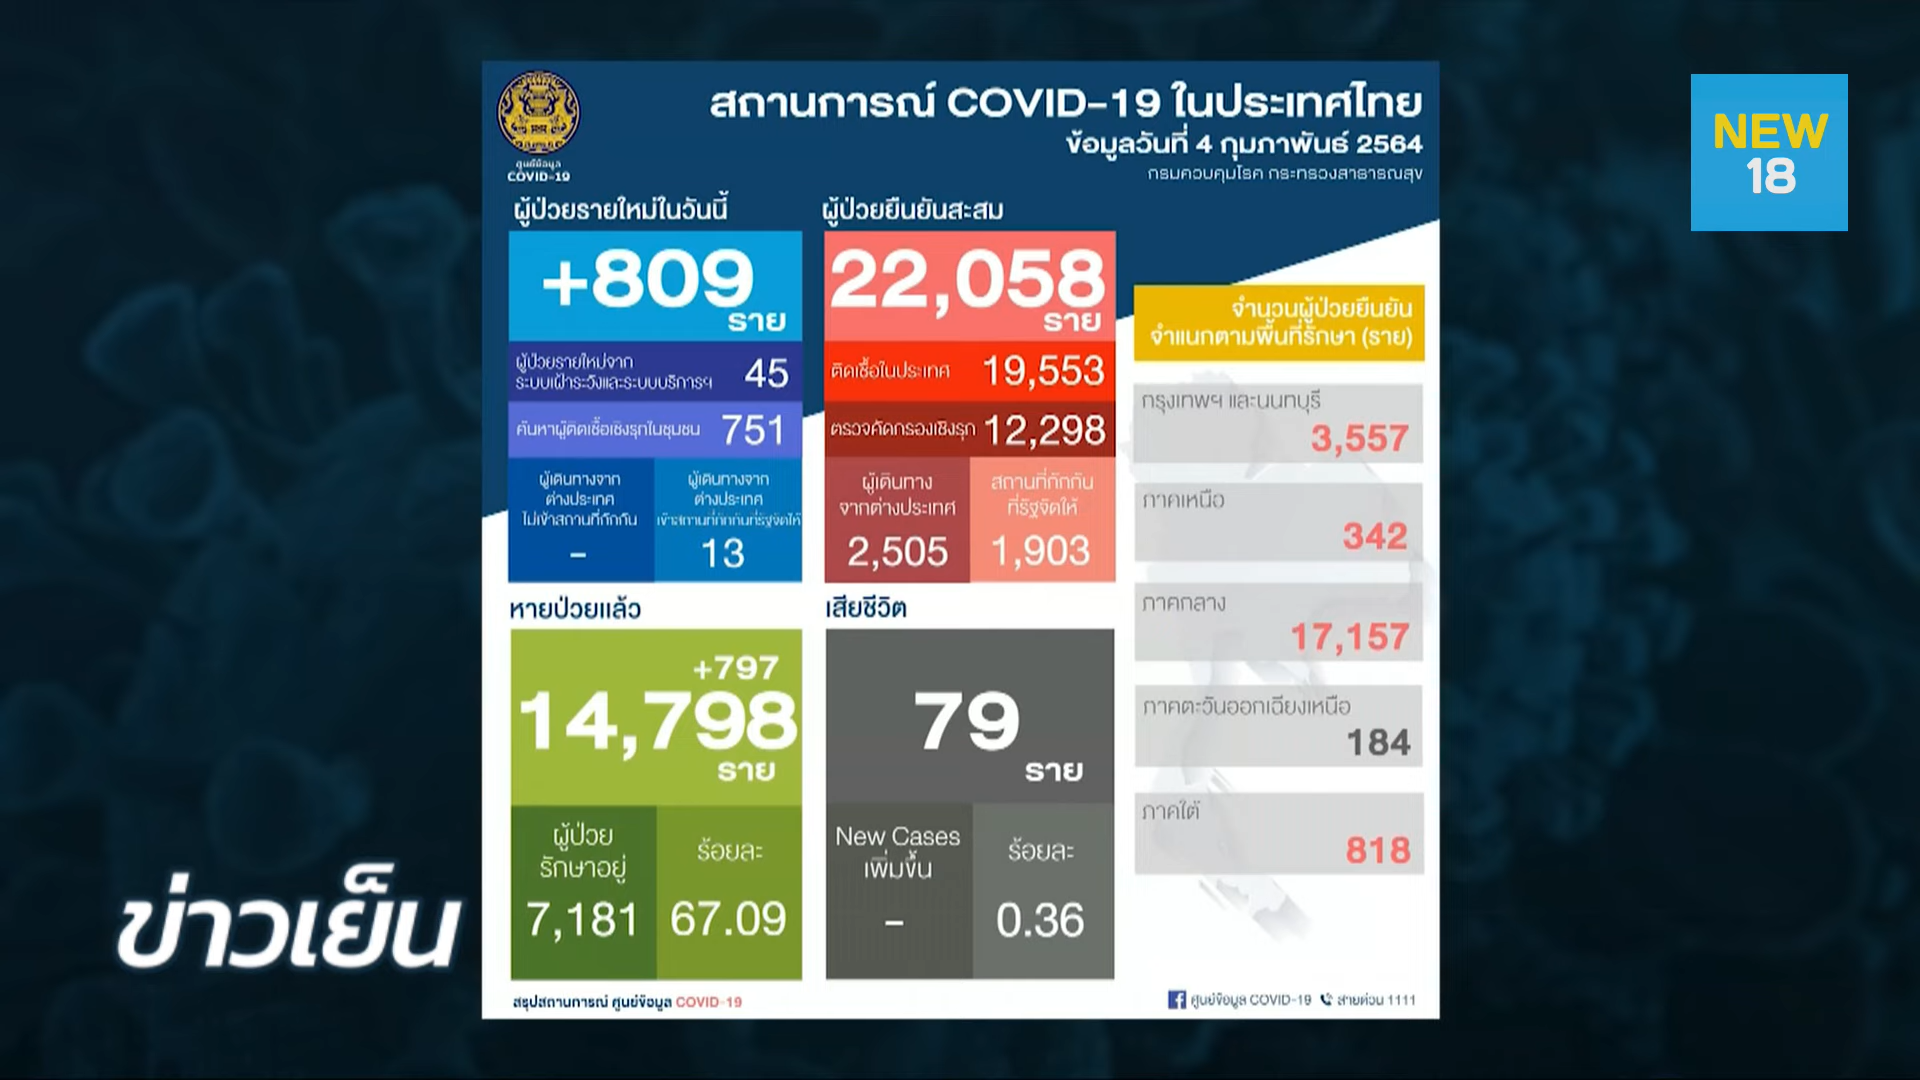 สถานการณ์ COVID-19 ในประเทศไทย
ข้อมูลวันที่ 4 กุมภาพันธ์ 2564
กรมควบคุมโรค กระทรวงสาธารณสุข
ศูนย์ข้อมูล
COVID-19
NEW
18
ผู้ป่วยรายใหม่ในวันนี้
+809
ราย
ผู้ป่วยรายใหม่จาก
ระบบเฝ้าระวังและระบบบริการฯ
45
ค้นหาผู้ติดเชื้อเชิงรุกในชุมชน
751
ผู้เดินทางจาก
ต่างประเทศ
ไม่เข้าสถานที่กักกัน
-
ผู้เดินทางจาก
ต่างประเทศ
เข้าสถานที่กักกันที่รัฐจัดให้
13
ผู้ป่วยยืนยันสะสม
22,058
ราย
ติดเชื้อในประเทศ 19,553
ตรวจคัดกรองเชิงรุก 12,298
ผู้เดินทาง
จากต่างประเทศ
2,505
สถานที่กักกัน
ที่รัฐจัดให้
1,903
จำนวนผู้ป่วยยืนยัน
จำแนกตามพื้นที่รักษา (ราย)
กรุงเทพฯ และนนทบุรี
3,557
ภาคเหนือ
342
ภาคกลาง
17,157
ภาคตะวันออกเฉียงเหนือ
184
ภาคใต้
818
หายป่วยแล้ว
+797
14,798
ราย
ผู้ป่วย
รักษาอยู่
7,181
ร้อยละ
67.09
เสียชีวิต
79
ราย
New Cases
เพิ่มขึ้น
-
ร้อยละ
0.36
สรุปสถานการณ์ ศูนย์ข้อมูล COVID-19
ศูนย์ข้อมูล COVID-19 สายด่วน 1111
ข่าวเย็น